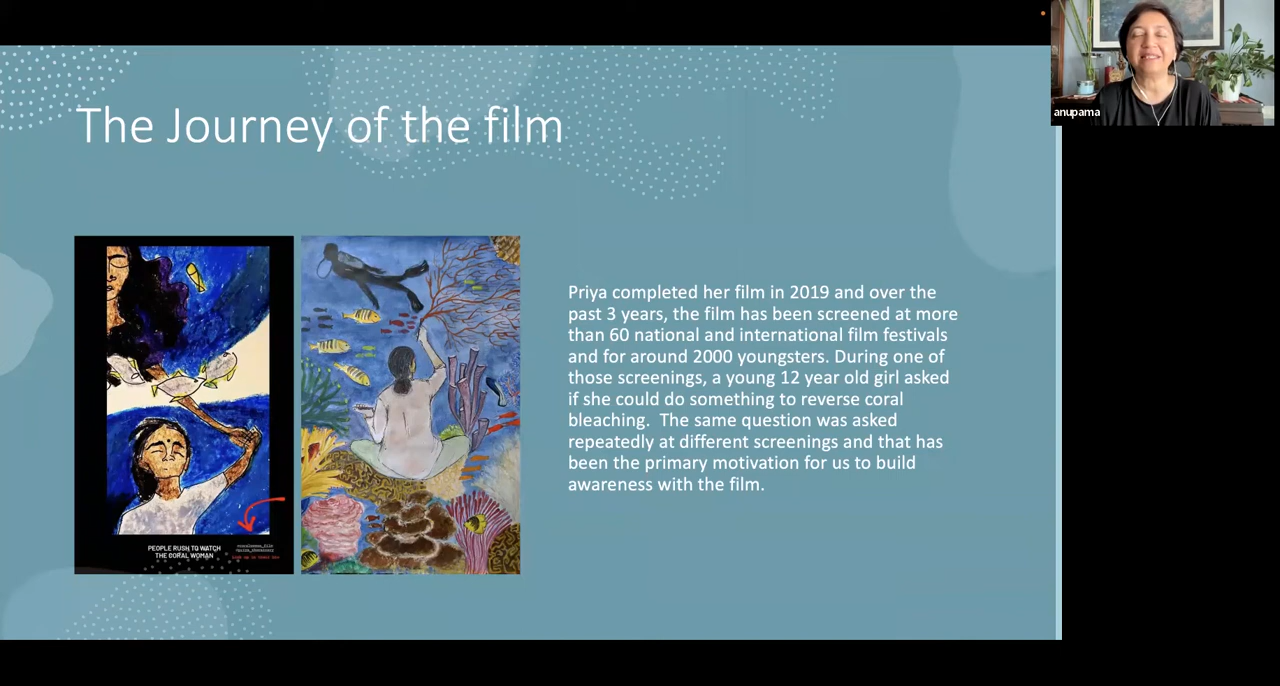 anupama
The Journey of the film
Priya completed her film in 2019 and over the
past 3 years, the film has been screened at more
than 60 national and international film festivals
and for around 2000 youngsters. During one of
those screenings, a young 12 year old girl asked
if she could do something to reverse coral
bleaching.  The same question was asked
repeatedly at different screenings and that has
been the primary motivation for us to build
awareness with the film.
PEOPLE RUSH TO WATCH
THE CORAL WOMAN